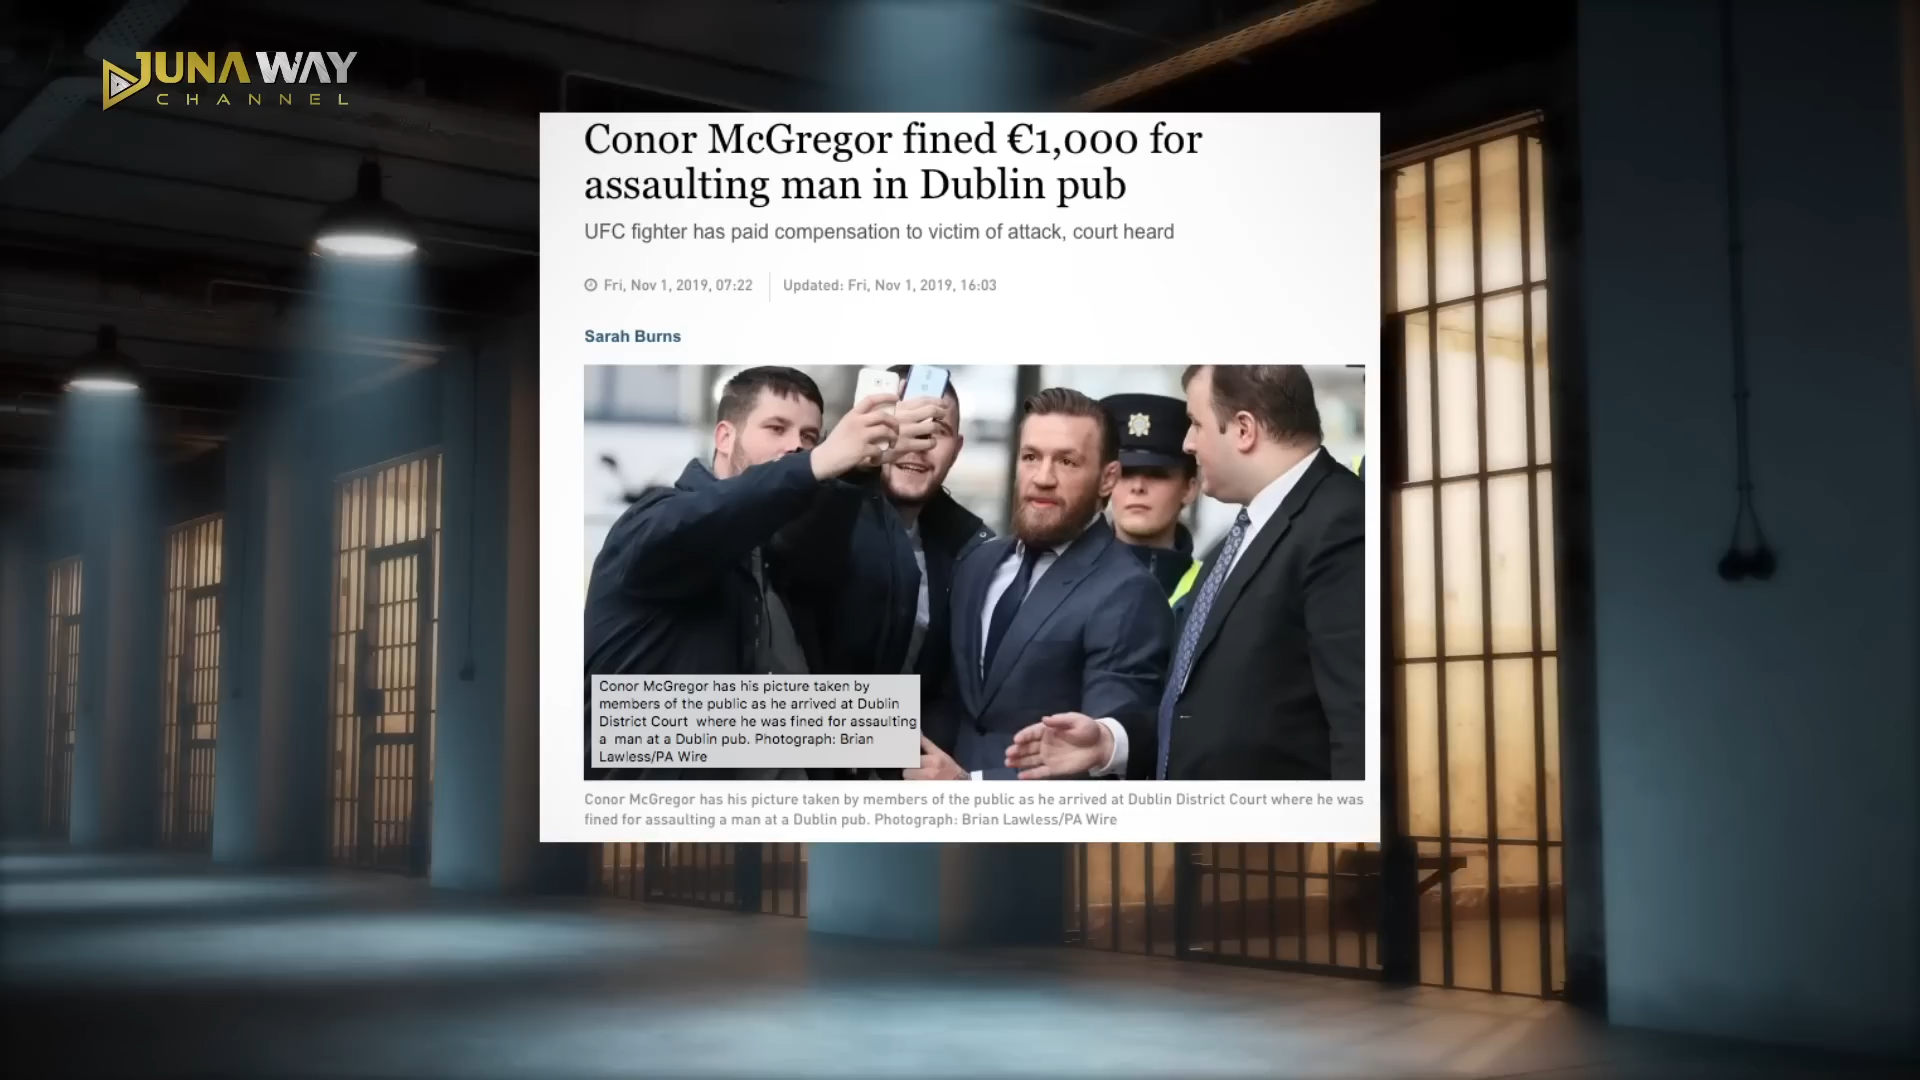 JUNA WAY
CHANNEL
Conor McGregor fined €1,000 for
assaulting man in Dublin pub
UFC fighter has paid compensation to victim of attack, court heard
Fri, Nov 1, 2019, 07:22 Updated: Fri, Nov 1, 2019, 16:03
Sarah Burns
Conor McGregor has his picture taken by
members of the public as he arrived at Dublin
District Court where he was fined for assaulting
a man at a Dublin pub. Photograph: Brian
Lawless/PA Wire
Conor McGregor has his picture taken by members of the public as he arrived at Dublin District Court where he was
fined for assaulting a man at a Dublin pub. Photograph: Brian Lawless/PA Wire